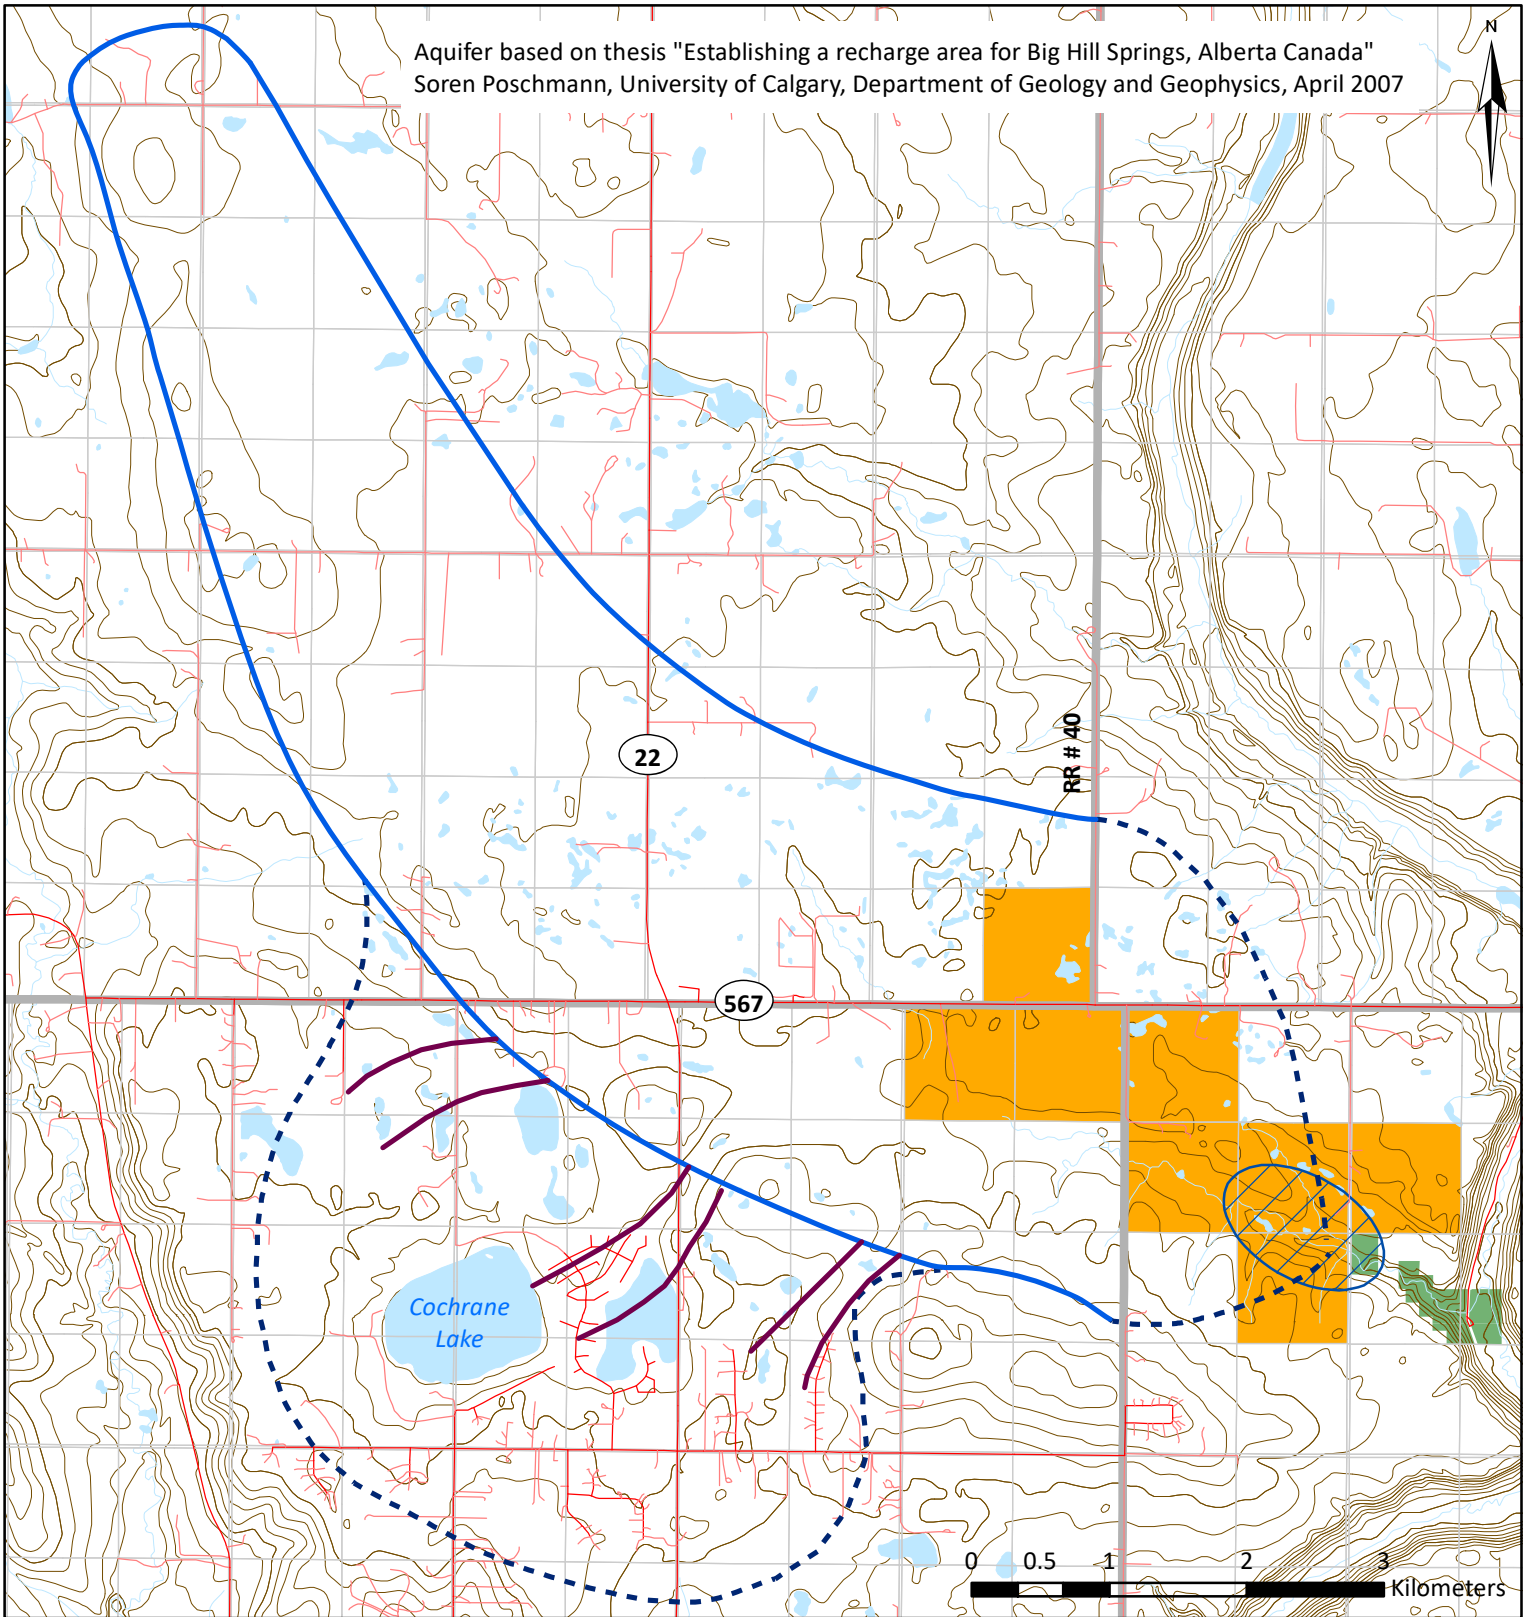 Aquifer based on thesis "Establishing a recharge area for Big Hill Springs, Alberta Canada"
Soren Poschmann, University of Calgary, Department of Geology and Geophysics, April 2007
N
RR # 40
22
567
Cochrane
Lake
0 0.5 1 2 3
Kilometers